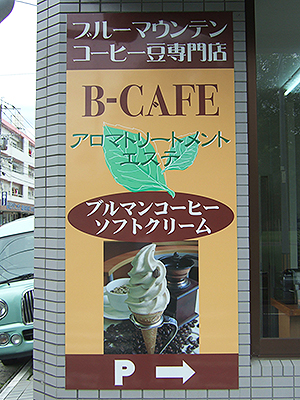 ブルーマウンテン
コーヒー豆専門店
B-CAFE
アロマトリートメント
エステ
ブルマンコーヒー
ソフトクリーム
P →